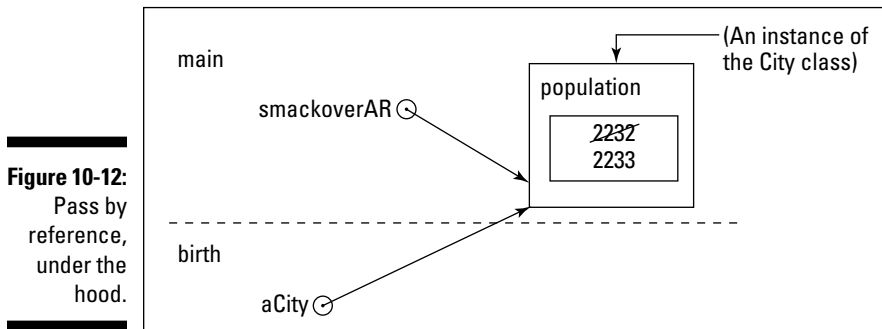 (An instance of
the City class)
main
population
smackoverAR
2232
2233
Figure 10-12:
Pass by
reference,
under the
hood.
birth
aCity